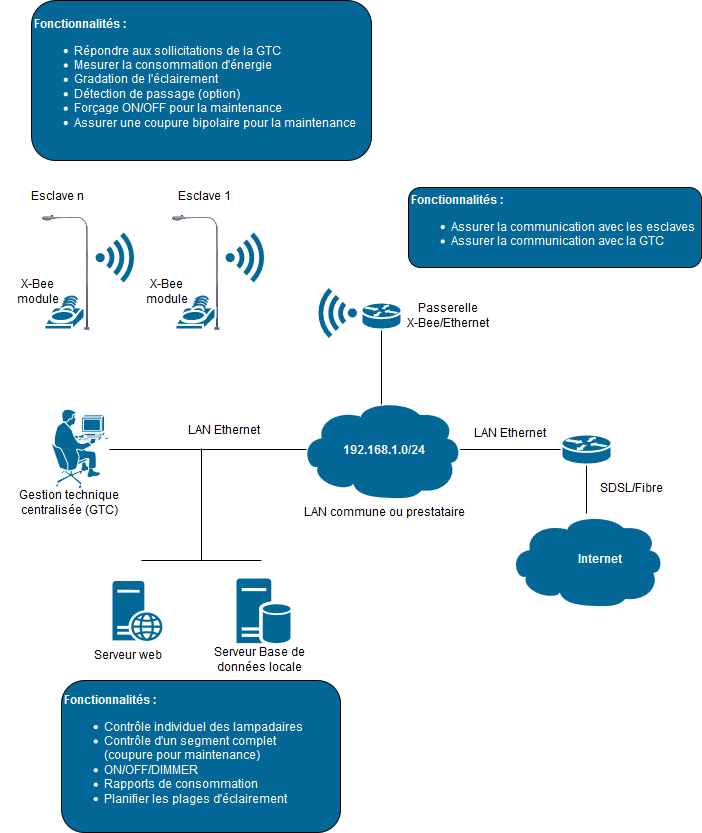 Fonctionnalités :
Répondre aux sollicitations de la GTC
Mesurer la consommation d'énergie
Gradation de l'éclairement
Détection de passage (option)
Forçage ON/OFF pour la maintenance
Assurer une coupure bipolaire pour la maintenance
Esclave n
Esclave 1
X-Bee
module
X-Bee
module
Fonctionnalités :
Assurer la communication avec les esclaves
Assurer la communication avec la GTC
Passerelle
X-Bee/Ethernet
LAN Ethernet
192.168.1.0/24
LAN Ethernet
Gestion technique
centralisée (GTC)
LAN commune ou prestataire
SDSL/Fibre
Internet
Serveur web
Serveur Base de
données locale
Fonctionnalités :
Contrôle individuel des lampadaires
Contrôle d'un segment complet
(coupure pour maintenance)
ON/OFF/DIMMER
Rapports de consommation
Planifier les plages d'éclairement